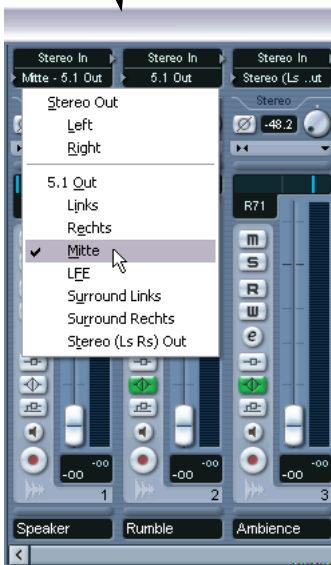 Stereo In Stereo In Stereo In
Mitte - 5.1 Out 5.1 Out Stereo (Ls ..ut
Stereo
Stereo Out
Left
Right
-48.2
5.1 Out
Links
Rechts
Mitte
LFE
Surround Links
Surround Rechts
Stereo (Ls Rs) Out
R71
m
S
R
W
e
-oo -oo -oo
-oo -oo -oo
1 2 3
Speaker Rumble Ambience